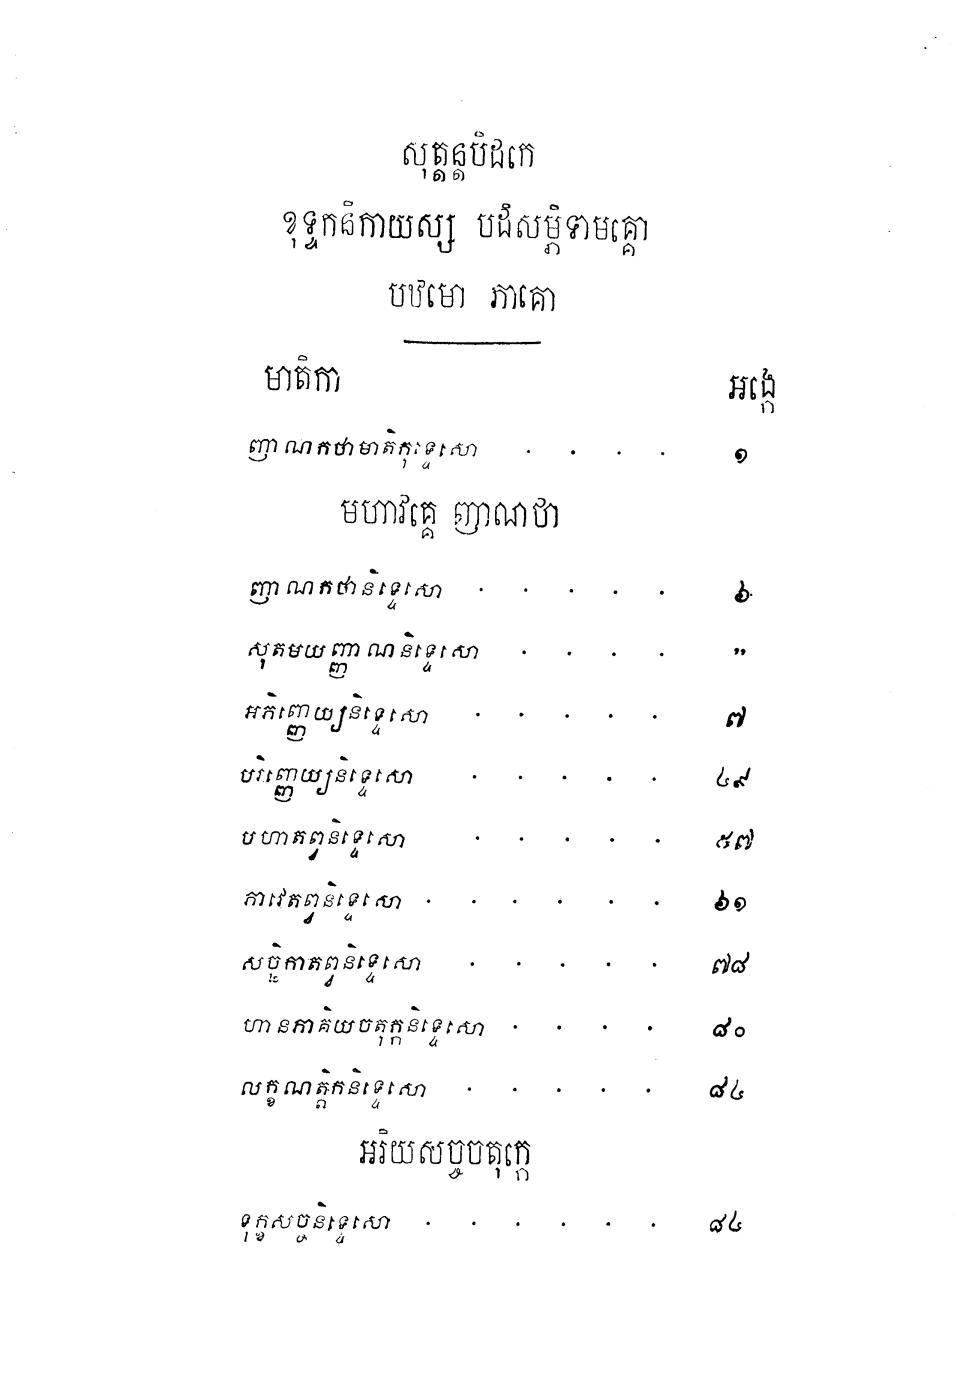 សុត្តន្តបិដកេ
ខុទ្ទកនិកាយស្ស បដិសម្ភិទាមគ្គោ
បឋមោ ភាគោ
មាតិកា អង្កេ
ញាណកថាមាតិកុទ្ទេសោ . . . . ១
មហាវគ្គេ ញាណថា
ញាណកថានិទ្ទេសោ . . . . . ៦
សុតមយញ្ញាណនិទ្ទេសោ . . . . "
អភិញ្ញេយ្យនិទ្ទេសោ . . . . . ៧
បរិញ្ញេយ្យនិទ្ទេសោ . . . . . ៤៩
បហាតព្វនិទ្ទេសោ . . . . . ៥៧
ភាវេតព្វនិទ្ទេសោ . . . . . . ៦១
សច្ឆិកាតព្វនិទ្ទេសោ . . . . . ៧៨
ហានភាគិយចតុក្កនិទ្ទេសោ . . . . ៨០
លក្ខណត្តិកនិទ្ទេសោ . . . . . ៨៤
អរិយសច្ចចតុក្កេ
ទុក្ខសច្ចនិទ្ទេសោ . . . . . . ៨៤